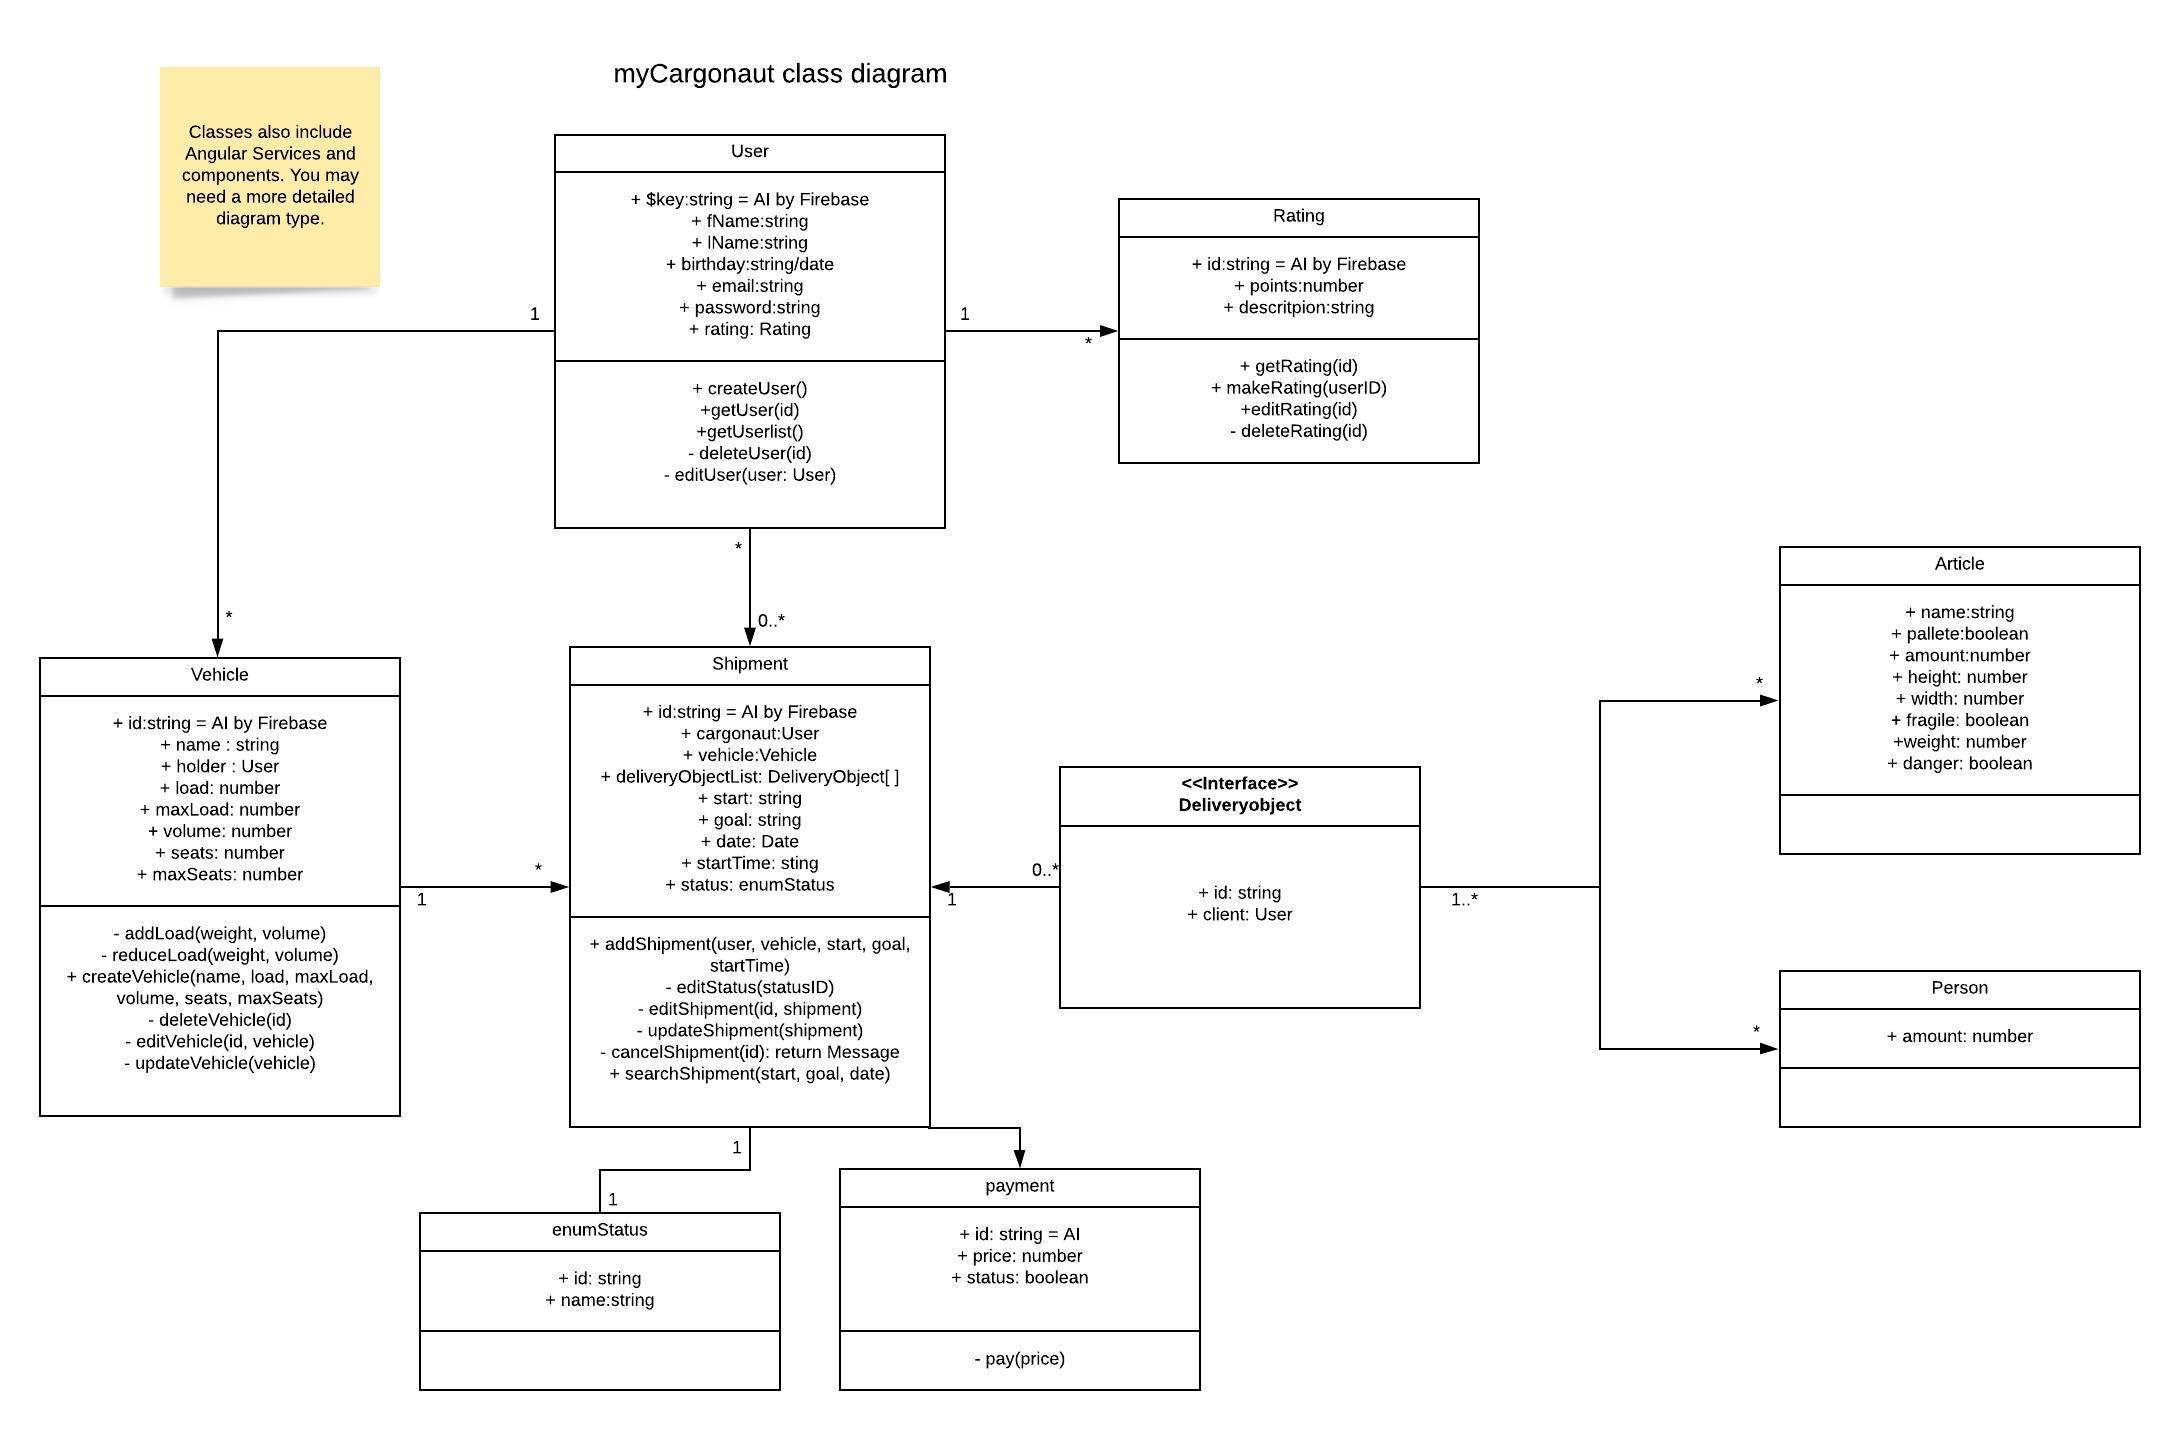 myCargonaut class diagram
Classes also include
Angular Services and
components. You may
need a more detailed
diagram type.
User
+ $key:string = AI by Firebase
+ fName:string
+ lName:string
+ birthday:string/date
+ email:string
+ password:string
+ rating: Rating
+ createUser()
+getUser(id)
+getUserlist()
- deleteUser(id)
- editUser(user: User)
1
*
1
*
Rating
+ id:string = AI by Firebase
+ points:number
+ descritpion:string
+ getRating(id)
+ makeRating(userID)
+editRating(id)
- deleteRating(id)
*
0..*
Vehicle
+ id:string = AI by Firebase
+ name : string
+ holder : User
+ load: number
+ maxLoad: number
+ volume: number
+ seats: number
+ maxSeats: number
- addLoad(weight, volume)
- reduceLoad(weight, volume)
+ createVehicle(name, load, maxLoad,
volume, seats, maxSeats)
- deleteVehicle(id)
- editVehicle(id, vehicle)
- updateVehicle(vehicle)
1
*
Shipment
+ id:string = AI by Firebase
+ cargonaut:User
+ vehicle:Vehicle
+ deliveryObjectList: DeliveryObject[ ]
+ start: string
+ goal: string
+ date: Date
+ startTime: sting
+ status: enumStatus
+ addShipment(user, vehicle, start, goal,
startTime)
- editStatus(statusID)
- editShipment(id, shipment)
- updateShipment(shipment)
- cancelShipment(id): return Message
+ searchShipment(start, goal, date)
0..*
1
<<Interface>>
Deliveryobject
+ id: string
+ client: User
1..*
*
*
Article
+ name:string
+ pallete:boolean
+ amount:number
+ height: number
+ width: number
+ fragile: boolean
+weight: number
+ danger: boolean
Person
+ amount: number
1
1
enumStatus
+ id: string
+ name:string
payment
+ id: string = AI
+ price: number
+ status: boolean
- pay(price)